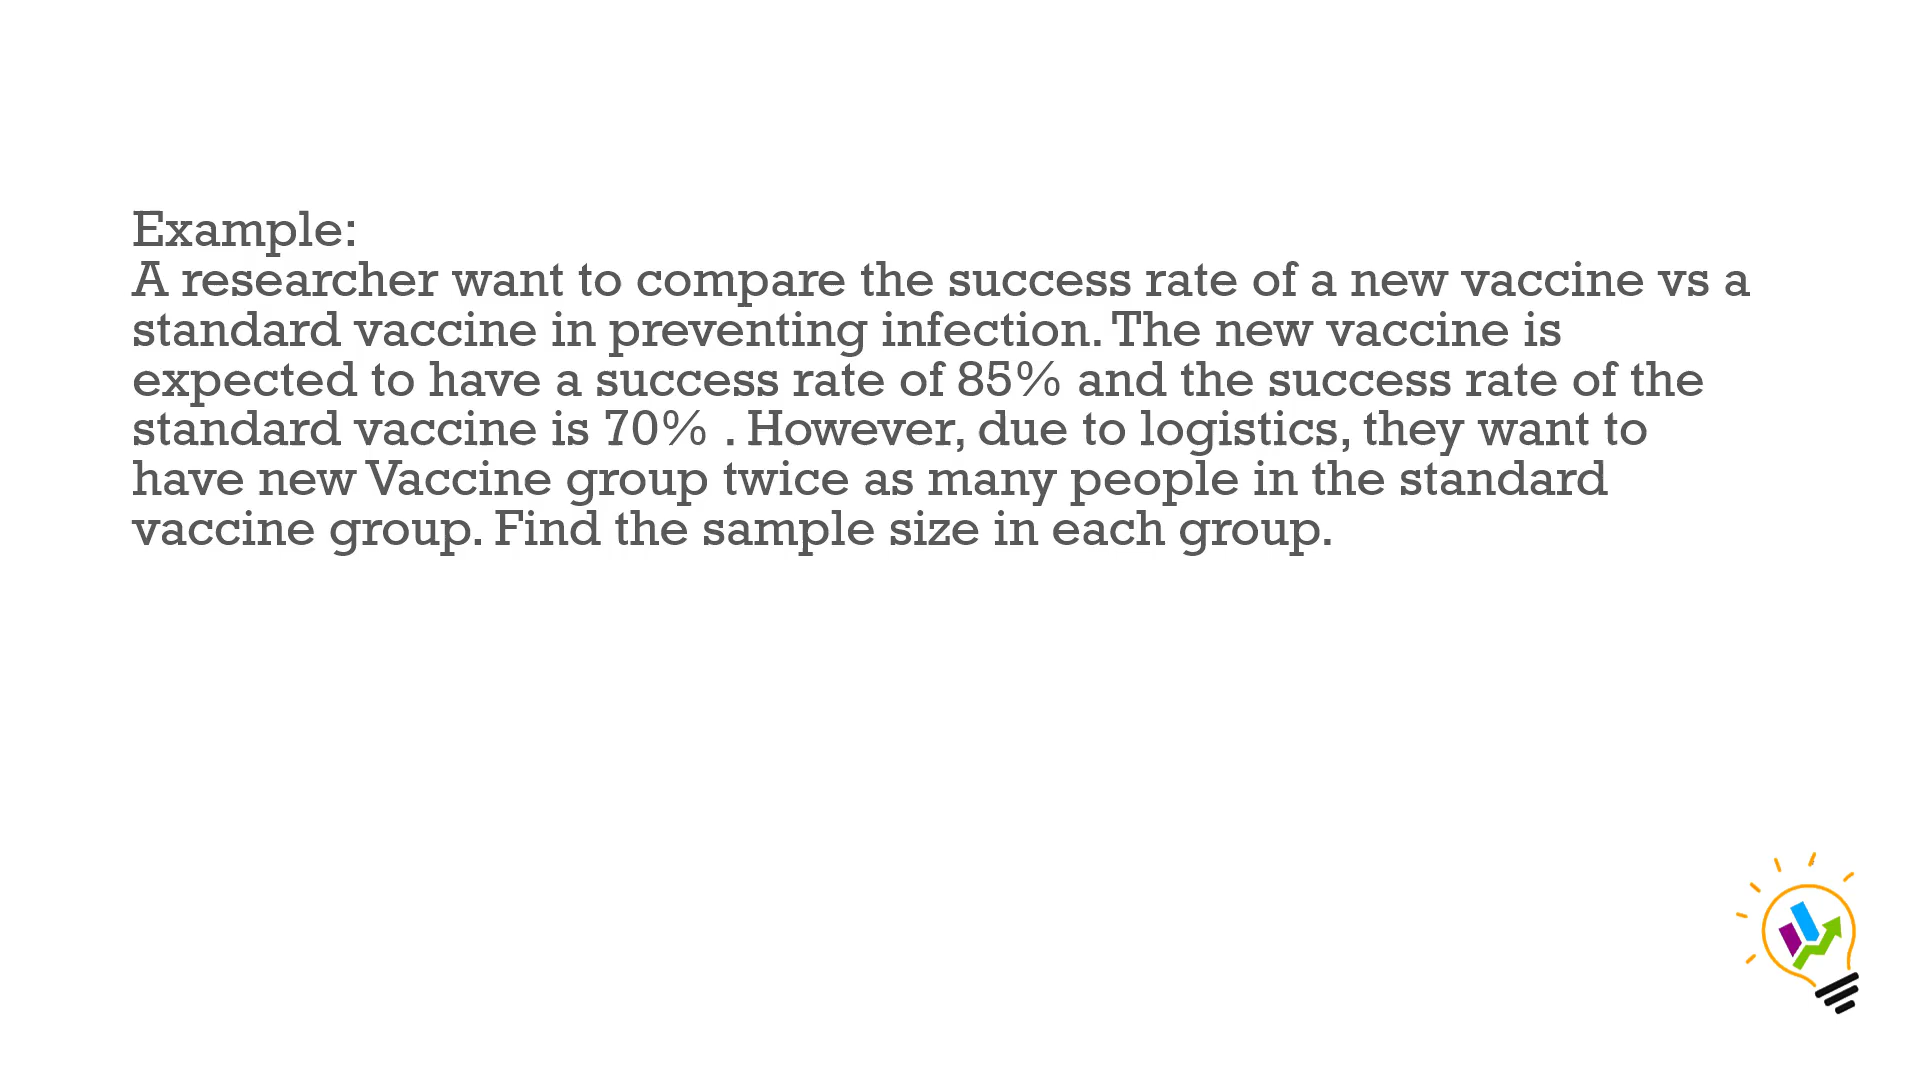 Example:
A researcher want to compare the success rate of a new vaccine vs a
standard vaccine in preventing infection. The new vaccine is
expected to have a success rate of 85% and the success rate of the
standard vaccine is 70% . However, due to logistics, they want to
have new Vaccine group twice as many people in the standard
vaccine group. Find the sample size in each group.